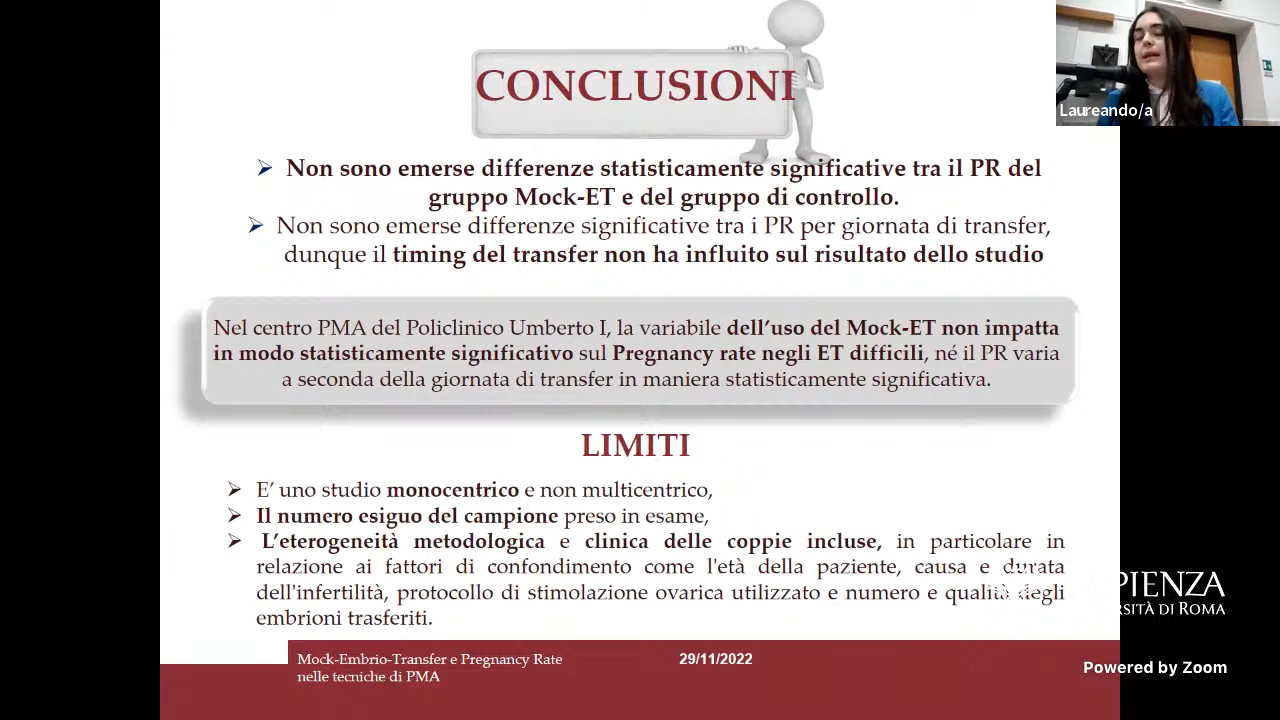 CONCLUSIONI
Laureando/a
Non sono emerse differenze statisticamente significative tra il PR del
gruppo Mock-ET e del gruppo di controllo.
Non sono emerse differenze significative tra i PR per giornata di transfer,
dunque il timing del transfer non ha influito sul risultato dello studio
Nel centro PMA del Policlinico Umberto I, la variabile dell'uso del Mock-ET non impatta
in modo statisticamente significativo sul Pregnancy rate negli ET difficili, né il PR varia
a seconda della giornata di transfer in maniera statisticamente significativa.
LIMITI
E' uno studio monocentrico e non multicentrico,
Il numero esiguo del campione preso in esame,
L'eterogeneità metodologica e clinica delle coppie incluse, in particolare in
relazione ai fattori di confondimento come l'età della paziente, causa e durata
dell'infertilità, protocollo di stimolazione ovarica utilizzato e numero e qualità degli
embrioni trasferiti.
PIENZA
RSITÀ DI ROMA
Mock-Embrio-Transfer e Pregnancy Rate
nelle tecniche di PMA
29/11/2022
Powered by Zoom